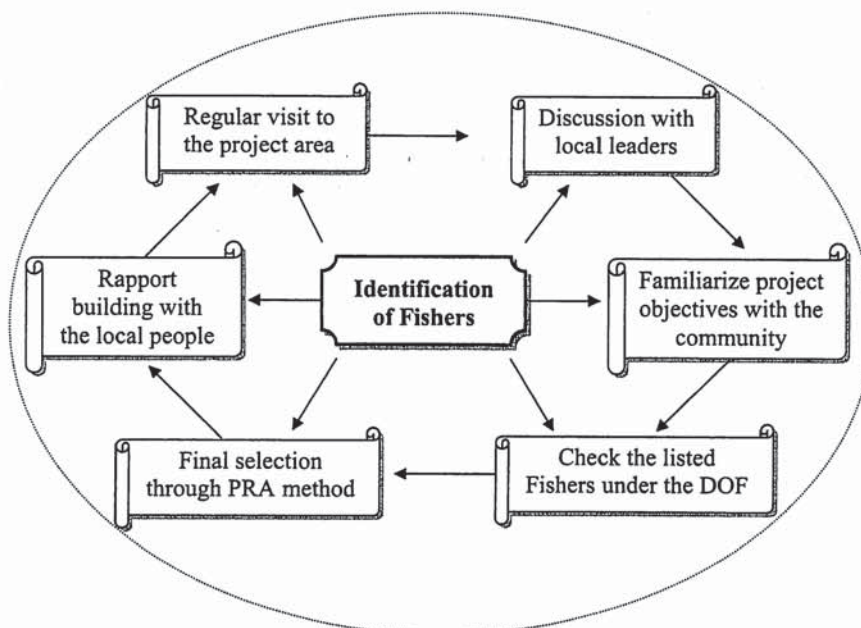 Regular visit to
the project area
Discussion with
local leaders
Rapport
building with
the local people
Identification
of Fishers
Familiarize project
objectives with the
community
Final selection
through PRA method
Check the listed
Fishers under the DOF